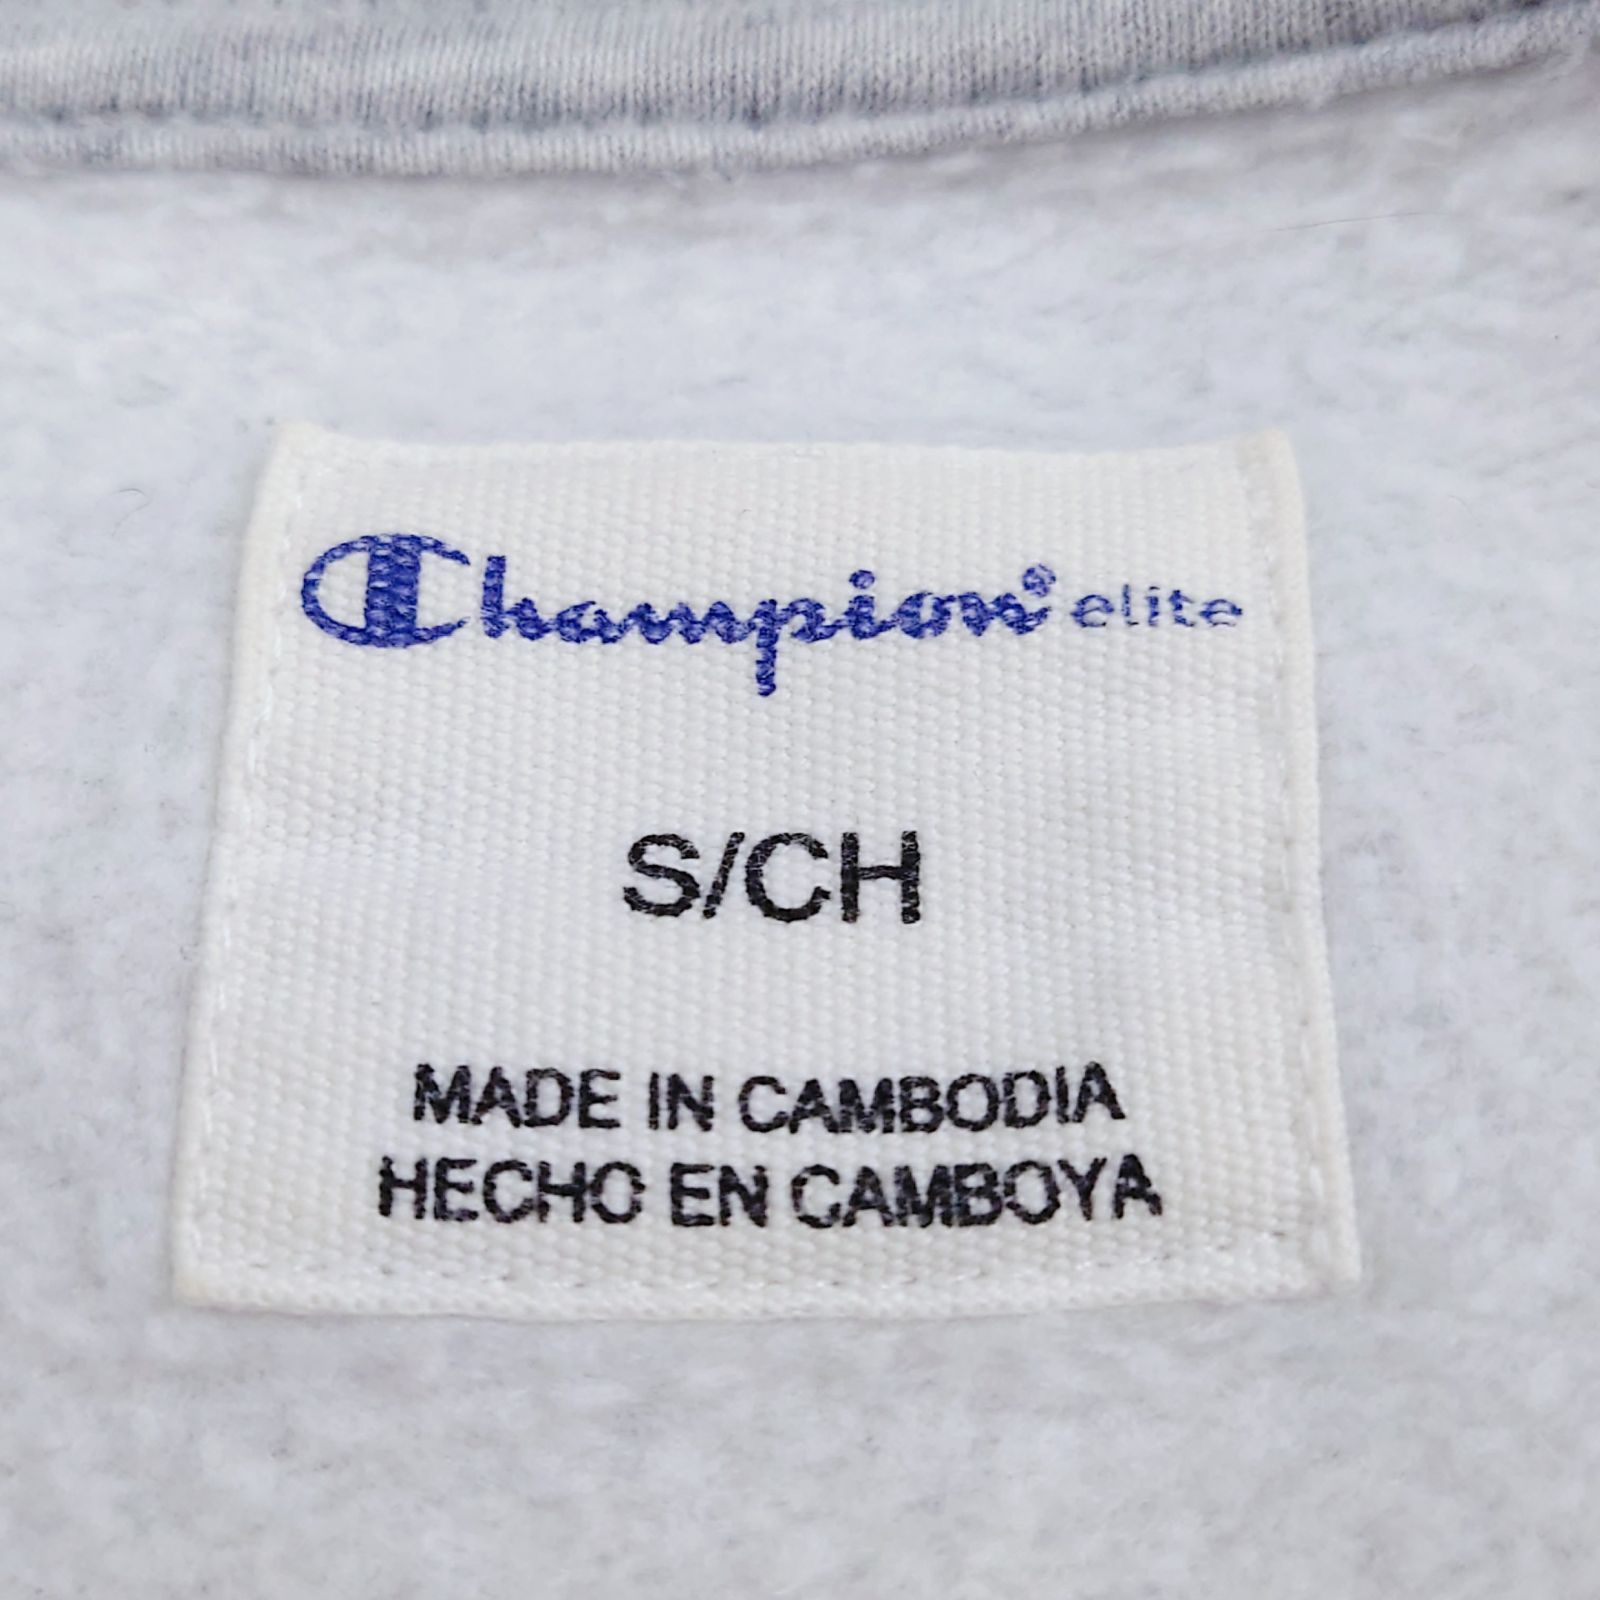 Champion® elite
S/CH
MADE IN CAMBODIA
HECHO EN CAMBOYA